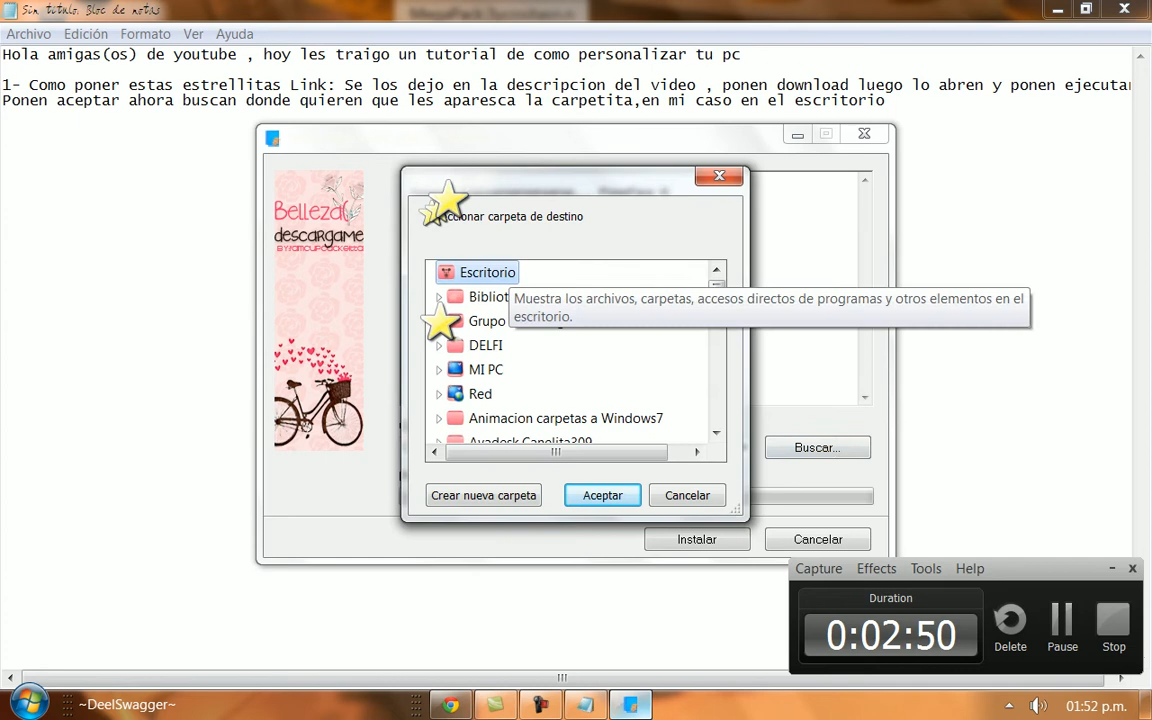 Sin titulo: Bloc de notas
Archivo Edición Formato Ver Ayuda
Hola amigas(os) de youtube , hoy les traigo un tutorial de como personalizar tu pc
1- Como poner estas estrellitas Link: Se los dejo en la descripcion del video , ponen download luego lo abren y ponen ejecutar
Ponen aceptar ahora buscan donde quieren que les aparesca la carpetita,en mi caso en el escritorio
Belleza(
descargame
carpeta de destino
Escritorio
Muestra los archivos, carpetas, accesos directos de programas y otros elementos en el
escritorio.
Grupo
DELFI
MI PC
Red
Animacion carpetas a Windows7
Buscar...
Crear nueva carpeta Aceptar Cancelar
Instalar Cancelar
Capture Effects Tools Help
Duration
0:02:50
Delete Pause Stop
~DeelSwagger~
01:52 p.m.